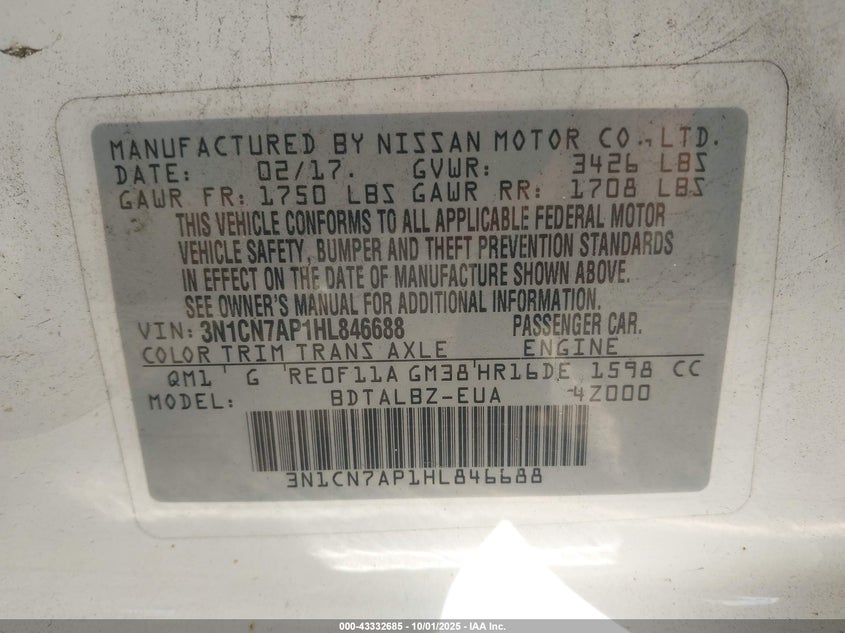 MANUFACTURED BY NISSAN MOTOR CO., LTD.
DATE: 02/17. GVWR: 3426 LBS
GAWR FR: 1750 LBS GAWR RR: 1708 LBS
THIS VEHICLE CONFORMS TO ALL APPLICABLE FEDERAL MOTOR
VEHICLE SAFETY, BUMPER AND THEFT PREVENTION STANDARDS
IN EFFECT ON THE DATE OF MANUFACTURE SHOWN ABOVE.
SEE OWNER'S MANUAL FOR ADDITIONAL INFORMATION.
VIN: 3N1CN7AP1HL846688 PASSENGER CAR.
COLOR TRIM TRANS AXLE ENGINE
QM1 G RE0F11A GM38 HR16DE 1598 CC
MODEL: BDTALBZ-EUA -4Z000
3N1CN7AP1HL846688
000-43332685 - 10/01/2025 - IAA Inc.